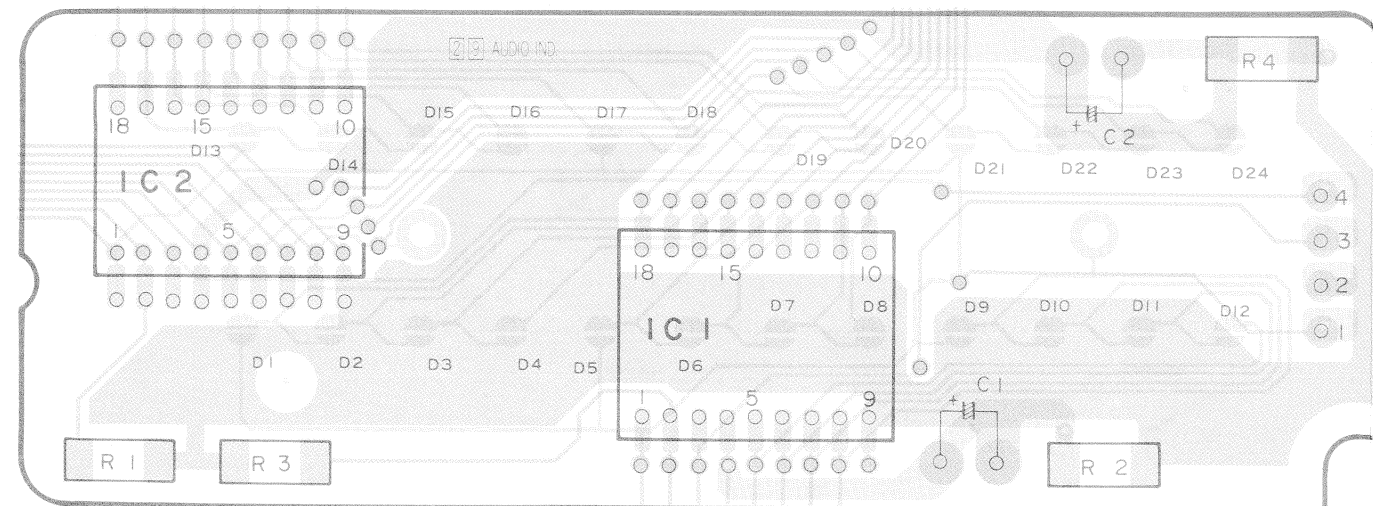 29 AUDIO IND.
R4
C2
+
D15 D16 D17 D18
18 15 10
D13
D14
D19 D20
D21 D22 D23 D24
IC2
4
1 5 9
3
18 15 10
2
D7 D8 D9 D10 D11 D12
IC1
1
D1 D2 D3 D4 D5 D6
1 5 9
C1
+
R1 R3 R2